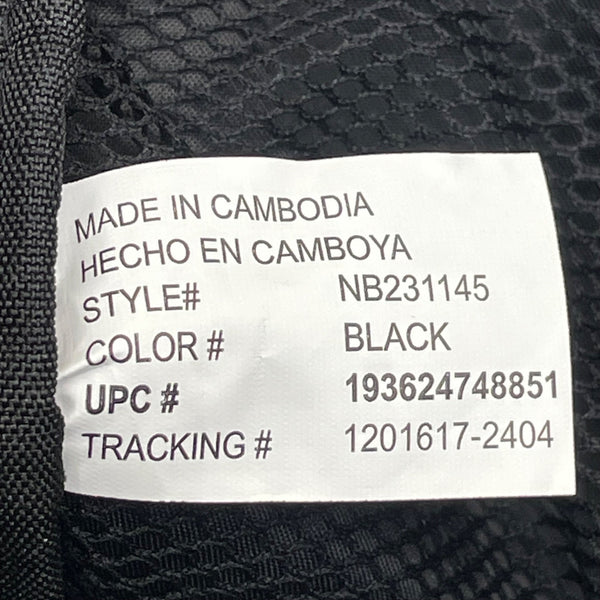 MADE IN CAMBODIA
HECHO EN CAMBOYA
STYLE# NB231145
COLOR # BLACK
UPC # 193624748851
TRACKING # 1201617-2404